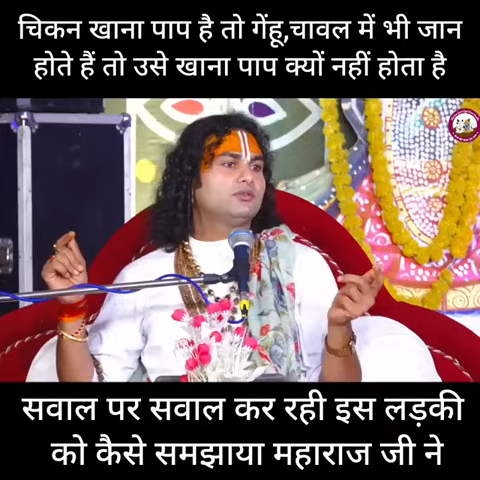 चिकन खाना पाप है तो गेंहू,चावल में भी जान
होते हैं तो उसे खाना पाप क्यों नहीं होता है
सवाल पर सवाल कर रही इस लड़की
को कैसे समझाया महाराज जी ने